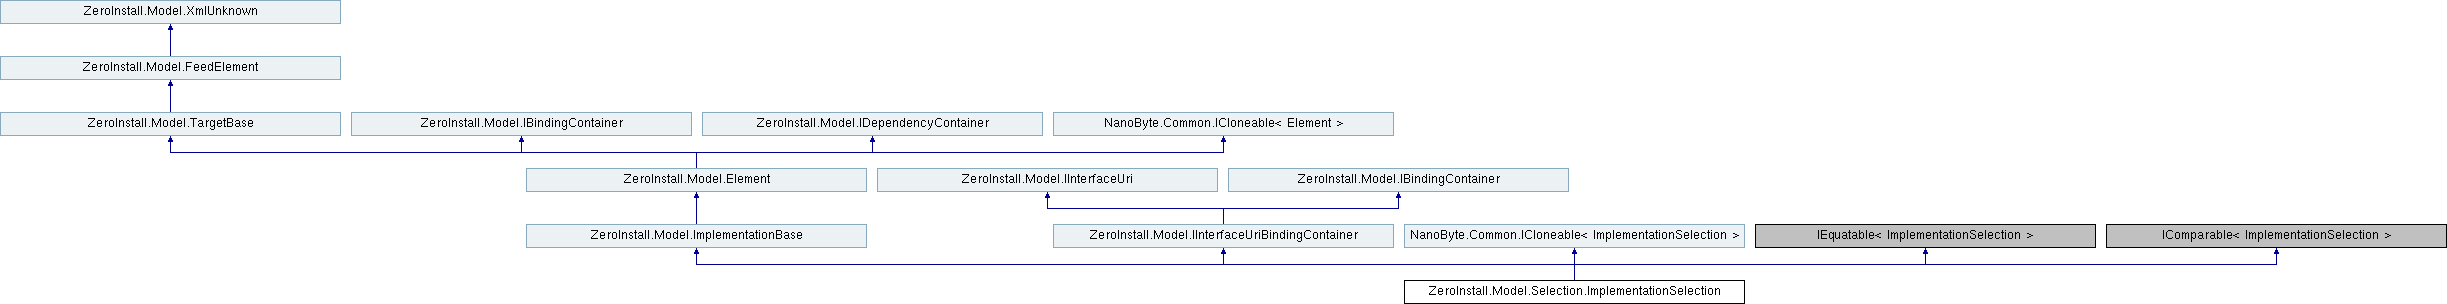 ZeroInstall.Model.XmlUnknown
ZeroInstall.Model.FeedElement
ZeroInstall.Model.TargetBase
ZeroInstall.Model.IBindingContainer
ZeroInstall.Model.IDependencyContainer
NanoByte.Common.ICloneable< Element >
ZeroInstall.Model.Element
ZeroInstall.Model.IInterfaceUri
ZeroInstall.Model.IBindingContainer
ZeroInstall.Model.ImplementationBase
ZeroInstall.Model.IInterfaceUriBindingContainer
NanoByte.Common.ICloneable< ImplementationSelection >
IEquatable< ImplementationSelection >
IComparable< ImplementationSelection >
ZeroInstall.Model.Selection.ImplementationSelection